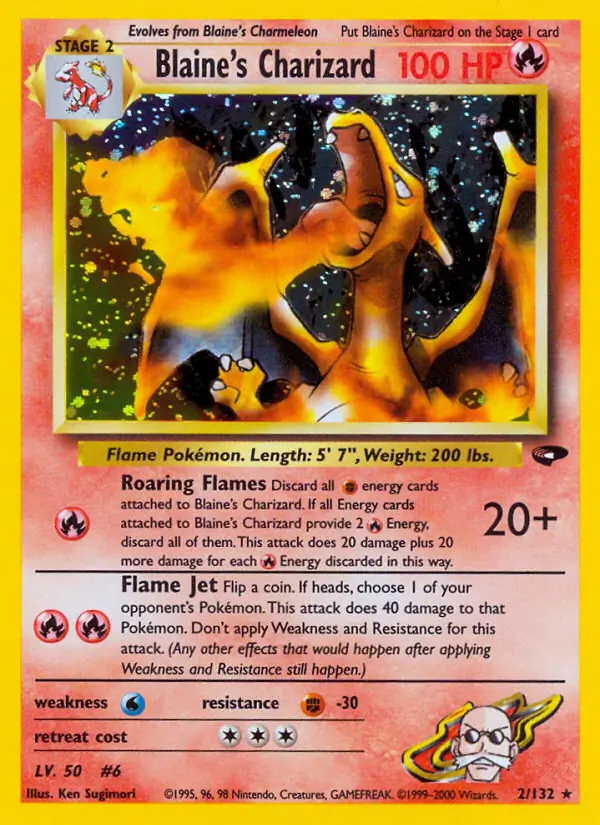 Evolves from Blaine's Charmeleon Put Blaine's Charizard on the Stage 1 card
STAGE 2
Blaine's Charizard 100 HP
Flame Pokémon. Length: 5' 7", Weight: 200 lbs.
Roaring Flames Discard all energy cards
attached to Blaine's Charizard. If all Energy cards
attached to Blaine's Charizard provide 2 Energy,
discard all of them. This attack does 20 damage plus 20
more damage for each Energy discarded in this way.
20+
Flame Jet Flip a coin. If heads, choose 1 of your
opponent's Pokémon. This attack does 40 damage to that
Pokémon. Don't apply Weakness and Resistance for this
attack. (Any other effects that would happen after applying
Weakness and Resistance still happen.)
weakness resistance -30
retreat cost
LV. 50 #6
Illus. Ken Sugimori ©1995, 96, 98 Nintendo, Creatures, GAMEFREAK. ©1999-2000 Wizards. 2/132 ★